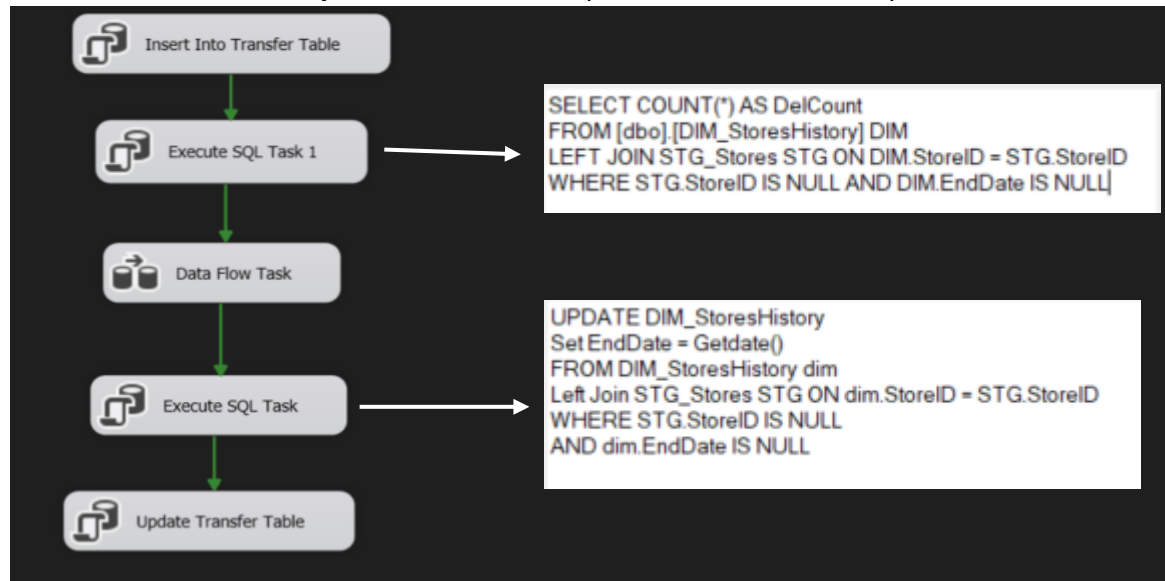 Insert Into Transfer Table
Execute SQL Task 1
SELECT COUNT(*) AS DelCount
FROM [dbo].[DIM_StoresHistory] DIM
LEFT JOIN STG_Stores STG ON DIM.StoreID = STG.StoreID
WHERE STG.StoreID IS NULL AND DIM.EndDate IS NULL
Data Flow Task
Execute SQL Task
UPDATE DIM_StoresHistory
Set EndDate = Getdate()
FROM DIM_StoresHistory dim
Left Join STG_Stores STG ON dim.StoreID = STG.StoreID
WHERE STG.StoreID IS NULL
AND dim.EndDate IS NULL
Update Transfer Table